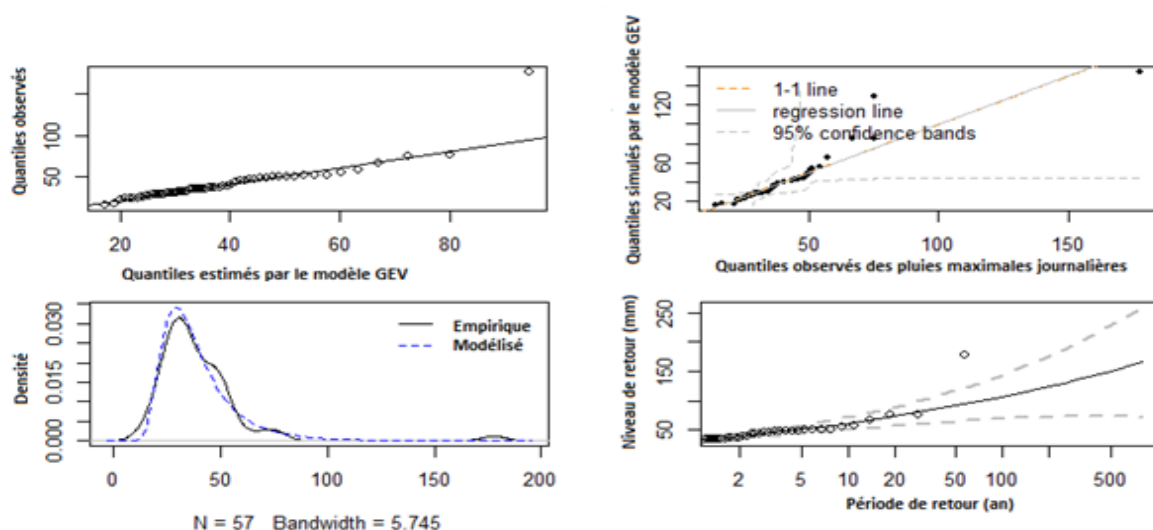 Quantiles observés
100
50
20
40
60
80
Quantiles estimés par le modèle GEV
Quantiles simulés par le modèle GEV
120
60
20
1-1 line
regression line
95% confidence bands
50
100
150
Quantiles observés des pluies maximales journalières
Densité
0.030
0.015
0.000
Empirique
Modélisé
0
50
100
150
200
N = 57 Bandwidth = 5.745
Niveau de retour (mm)
250
150
50
2
5
10
20
50
100
500
Période de retour (an)